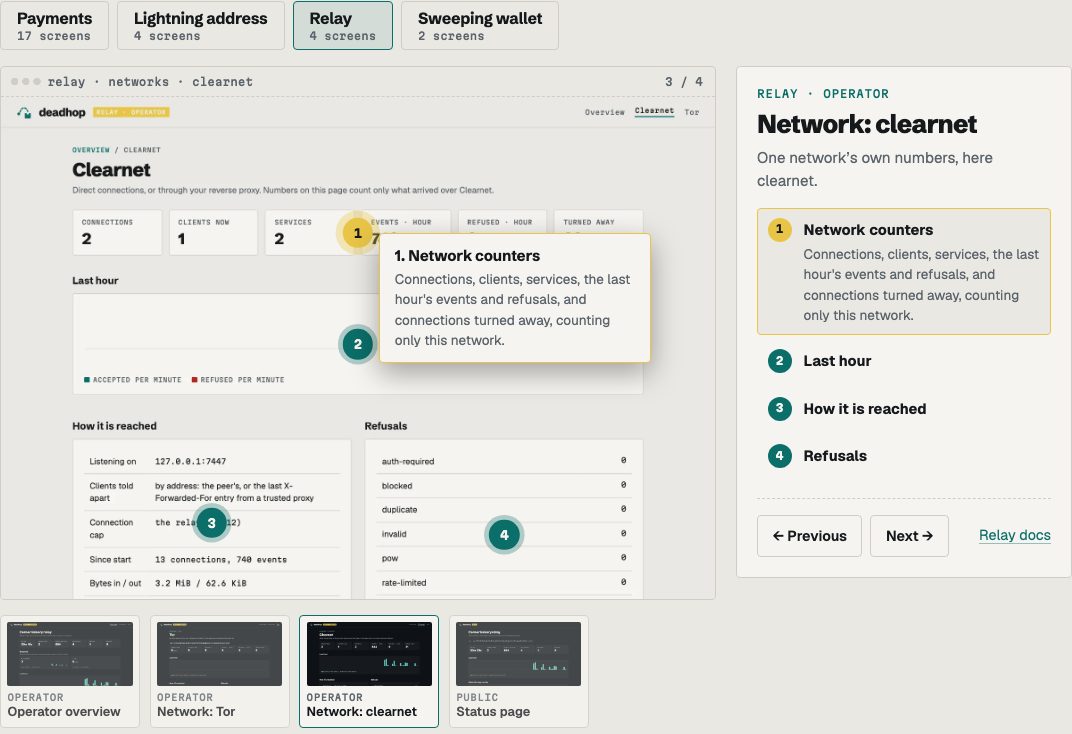 Payments
17 screens
Lightning address
4 screens
Relay
4 screens
Sweeping wallet
2 screens
relay · networks · clearnet
3 / 4
deadhop
RELAY · OPERATOR
Overview
Clearnet
Tor
OVERVIEW / CLEARNET
Clearnet
Direct connections, or through your reverse proxy. Numbers on this page count only what arrived over Clearnet.
CONNECTIONS
2
CLIENTS NOW
1
SERVICES
2
EVENTS · HOUR
REFUSED · HOUR
TURNED AWAY
1
1. Network counters
Connections, clients, services, the last
hour's events and refusals, and
connections turned away, counting
only this network.
Last hour
2
ACCEPTED PER MINUTE
REFUSED PER MINUTE
How it is reached
Listening on
127.0.0.1:7447
Clients told
apart
by address: the peer's, or the last X-
Forwarded-For entry from a trusted proxy
Connection
cap
the
3
Since start
13 connections, 740 events
Bytes in / out
3.2 MiB / 62.6 KiB
Refusals
auth-required
0
blocked
0
duplicate
0
invalid
0
4
pow
0
rate-limited
0
RELAY · OPERATOR
Network: clearnet
One network’s own numbers, here
clearnet.
1
Network counters
Connections, clients, services, the last
hour's events and refusals, and
connections turned away, counting
only this network.
2
Last hour
3
How it is reached
4
Refusals
← Previous
Next →
Relay docs
OPERATOR
Operator overview
Tor
OPERATOR
Network: Tor
Clearnet
OPERATOR
Network: clearnet
PUBLIC
Status page